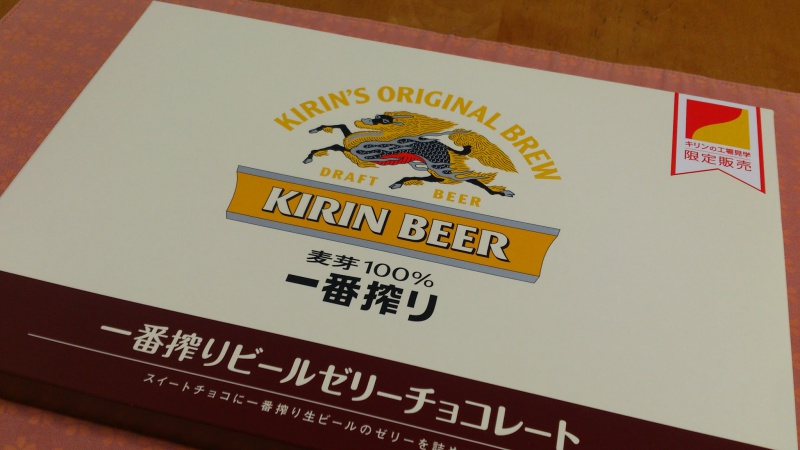 KIRIN'S ORIGINAL BREW
DRAFT BEER
KIRIN BEER
麦芽100%
一番搾り
キリンの工場見学
限定販売
一番搾りビールゼリーチョコレート
スイートチョコに一番搾り生ビールのゼリーを詰め